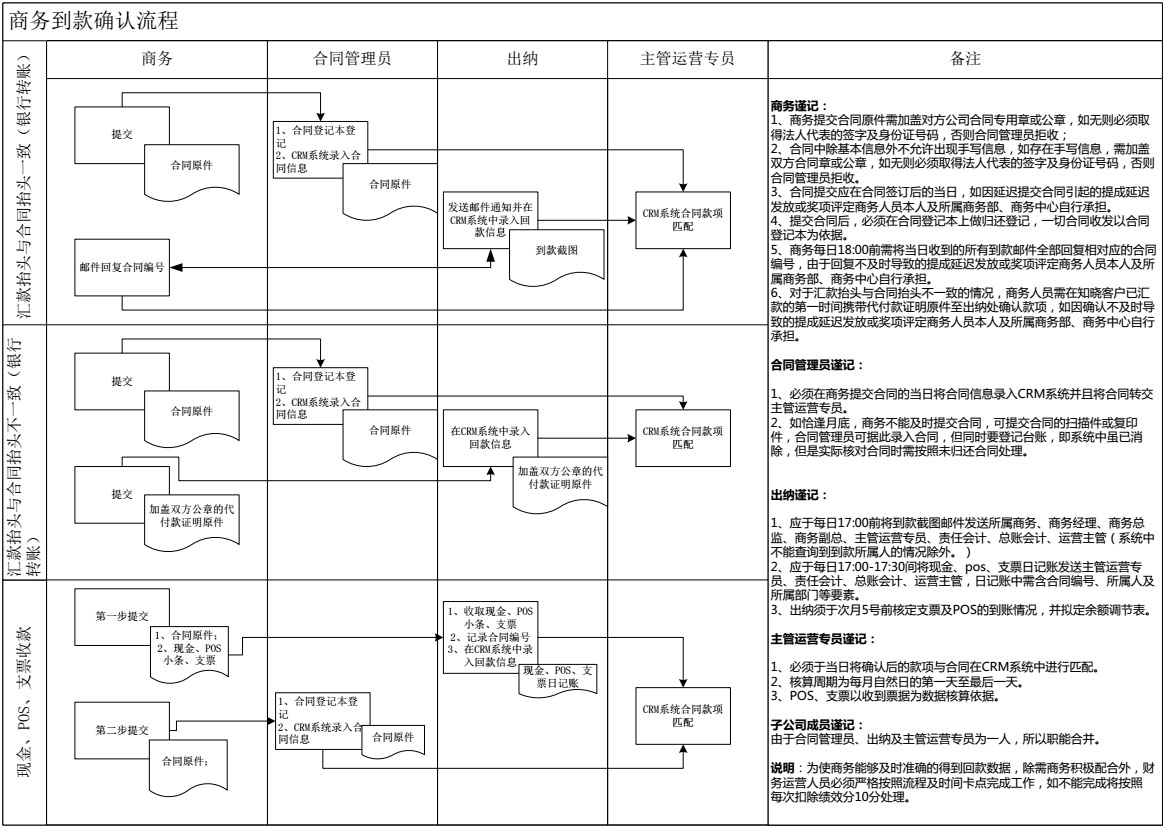 商务到款确认流程
商务
合同管理员
出纳
主管运营专员
备注
汇款抬头与合同抬头一致（银行转账）
提交
合同原件
1、合同登记本登
记
2、CRM系统录入合
同信息
合同原件
发送邮件通知并在
CRM系统中录入回
款信息
到款截图
CRM系统合同款项
匹配
邮件回复合同编号
汇款抬头与合同抬头不一致（银行
转账）
提交
合同原件
1、合同登记本登
记
2、CRM系统录入合
同信息
合同原件
在CRM系统中录入
回款信息
加盖双方公章的代
付款证明原件
CRM系统合同款项
匹配
提交
加盖双方公章的代
付款证明原件
现金、POS、支票收款
第一步提交
1、合同原件；
2、现金、POS
小条、支票
1、收取现金、POS
小条、支票
2、记录合同编号
3、在CRM系统中录
入回款信息
现金、POS、支
票日记账
第二步提交
合同原件；
1、合同登记本登
记
2、CRM系统录入合
同信息
合同原件
CRM系统合同款项
匹配
商务谨记：
1、商务提交合同原件需加盖对方公司合同专用章或公章，如无则必须取
得法人代表的签字及身份证号码，否则合同管理员拒收；
2、合同中除基本信息外不允许出现手写信息，如存在手写信息，需加盖
双方合同章或公章，如无则必须取得法人代表的签字及身份证号码，否则
合同管理员拒收。
3、合同提交应在合同签订后的当日，如因延迟提交合同引起的提成延迟
发放或奖项评定商务人员本人及所属商务部、商务中心自行承担。
4、提交合同后，必须在合同登记本上做归还登记，一切合同收发以合同
登记本为依据。
5、商务每日18:00前需将当日收到的所有到款邮件全部回复相对应的合同
编号，由于回复不及时导致的提成延迟发放或奖项评定商务人员本人及所
属商务部、商务中心自行承担。
6、对于汇款抬头与合同抬头不一致的情况，商务人员需在知晓客户已汇
款的第一时间携带代付款证明原件至出纳处确认款项，如因确认不及时导
致的提成延迟发放或奖项评定商务人员本人及所属商务部、商务中心自行
承担。
合同管理员谨记：
1、必须在商务提交合同的当日将合同信息录入CRM系统并且将合同转交
主管运营专员。
2、如恰逢月底，商务不能及时提交合同，可提交合同的扫描件或复印
件，合同管理员可据此录入合同，但同时要登记台账，即系统中虽已消
除，但是实际核对合同时需按照未归还合同处理。
出纳谨记：
1、应于每日17:00前将到款截图邮件发送所属商务、商务经理、商务总
监、商务副总、主管运营专员、责任会计、总账会计、运营主管（系统中
不能查询到到款所属人的情况除外。）
2、应于每日17:00-17:30间将现金、pos、支票日记账发送主管运营专
员、责任会计、总账会计、运营主管，日记账中需含合同编号、所属人及
所属部门等要素。
3、出纳须于次月5号前核定支票及POS的到账情况，并拟定余额调节表。
主管运营专员谨记：
1、必须于当日将确认后的款项与合同在CRM系统中进行匹配。
2、核算周期为每月自然日的第一天至最后一天。
3、POS、支票以收到票据为数据核算依据。
子公司成员谨记：
由于合同管理员、出纳及主管运营专员为一人，所以职能合并。
说明：为使商务能够及时准确的得到回款数据，除需商务积极配合外，财
务运营人员必须严格按照流程及时间卡点完成工作，如不能完成将按照
每次扣除绩效分10分处理。